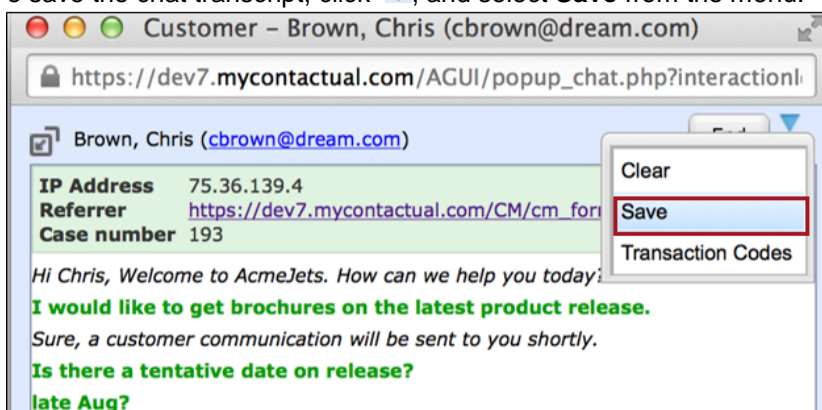 o save the chat transcript, click , and select Save from the menu.
Customer – Brown, Chris (cbrown@dream.com)
https://dev7.mycontactual.com/AGUI/popup_chat.php?interactionI
Brown, Chris (cbrown@dream.com)
End
IP Address 75.36.139.4
Referrer https://dev7.mycontactual.com/CM/cm_for
Case number 193
Clear
Save
Transaction Codes
Hi Chris, Welcome to AcmeJets. How can we help you today?
I would like to get brochures on the latest product release.
Sure, a customer communication will be sent to you shortly.
Is there a tentative date on release?
late Aug?